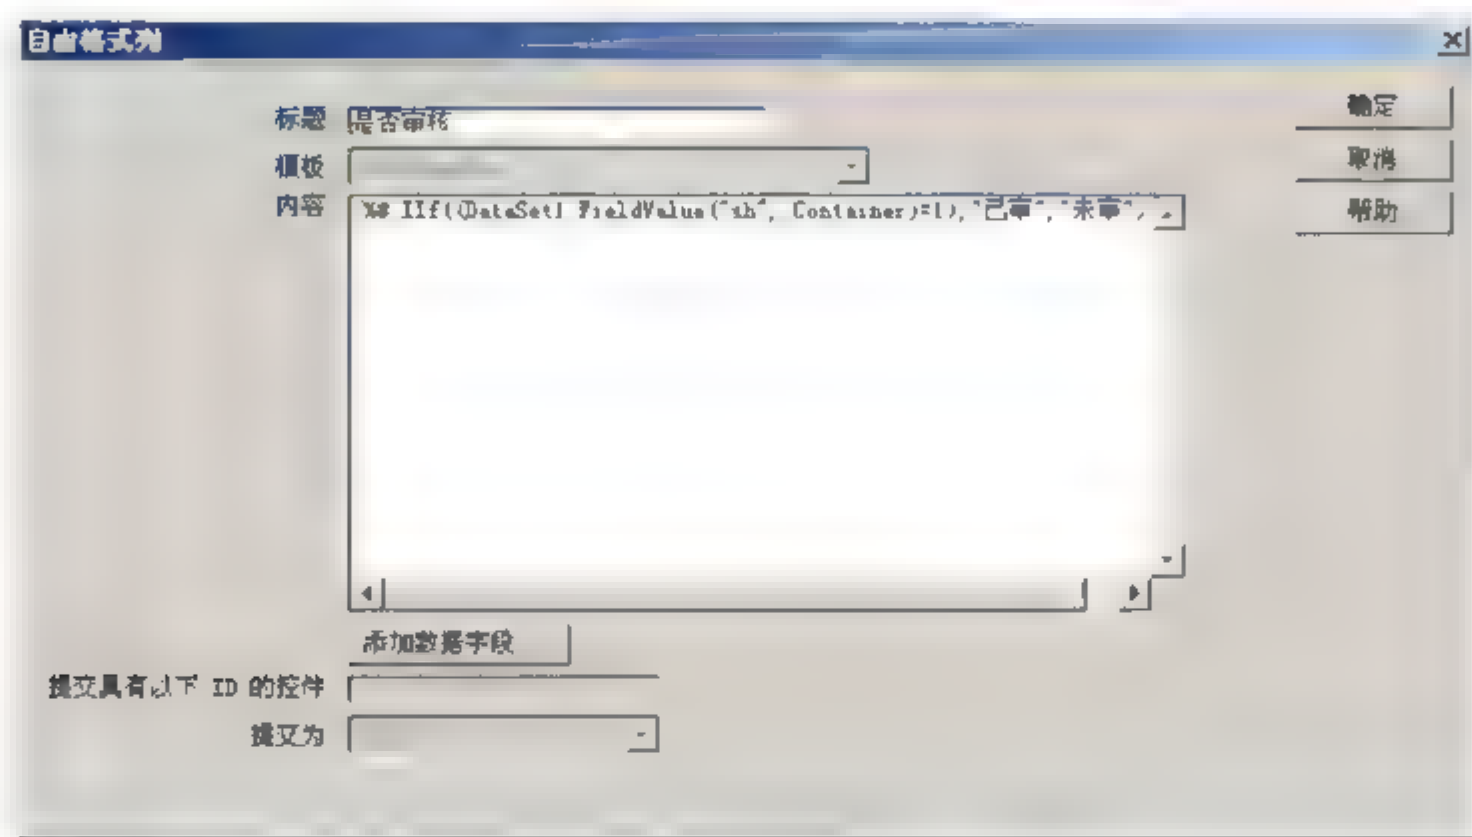 自由格式列
标题 是否审核
确定
模板
取消
内容 %# IIf((DataSet1.FieldValue("sh", Container)=1),"已审","未审",
帮助
添加数据字段
提交具有以下 ID 的控件
提交为